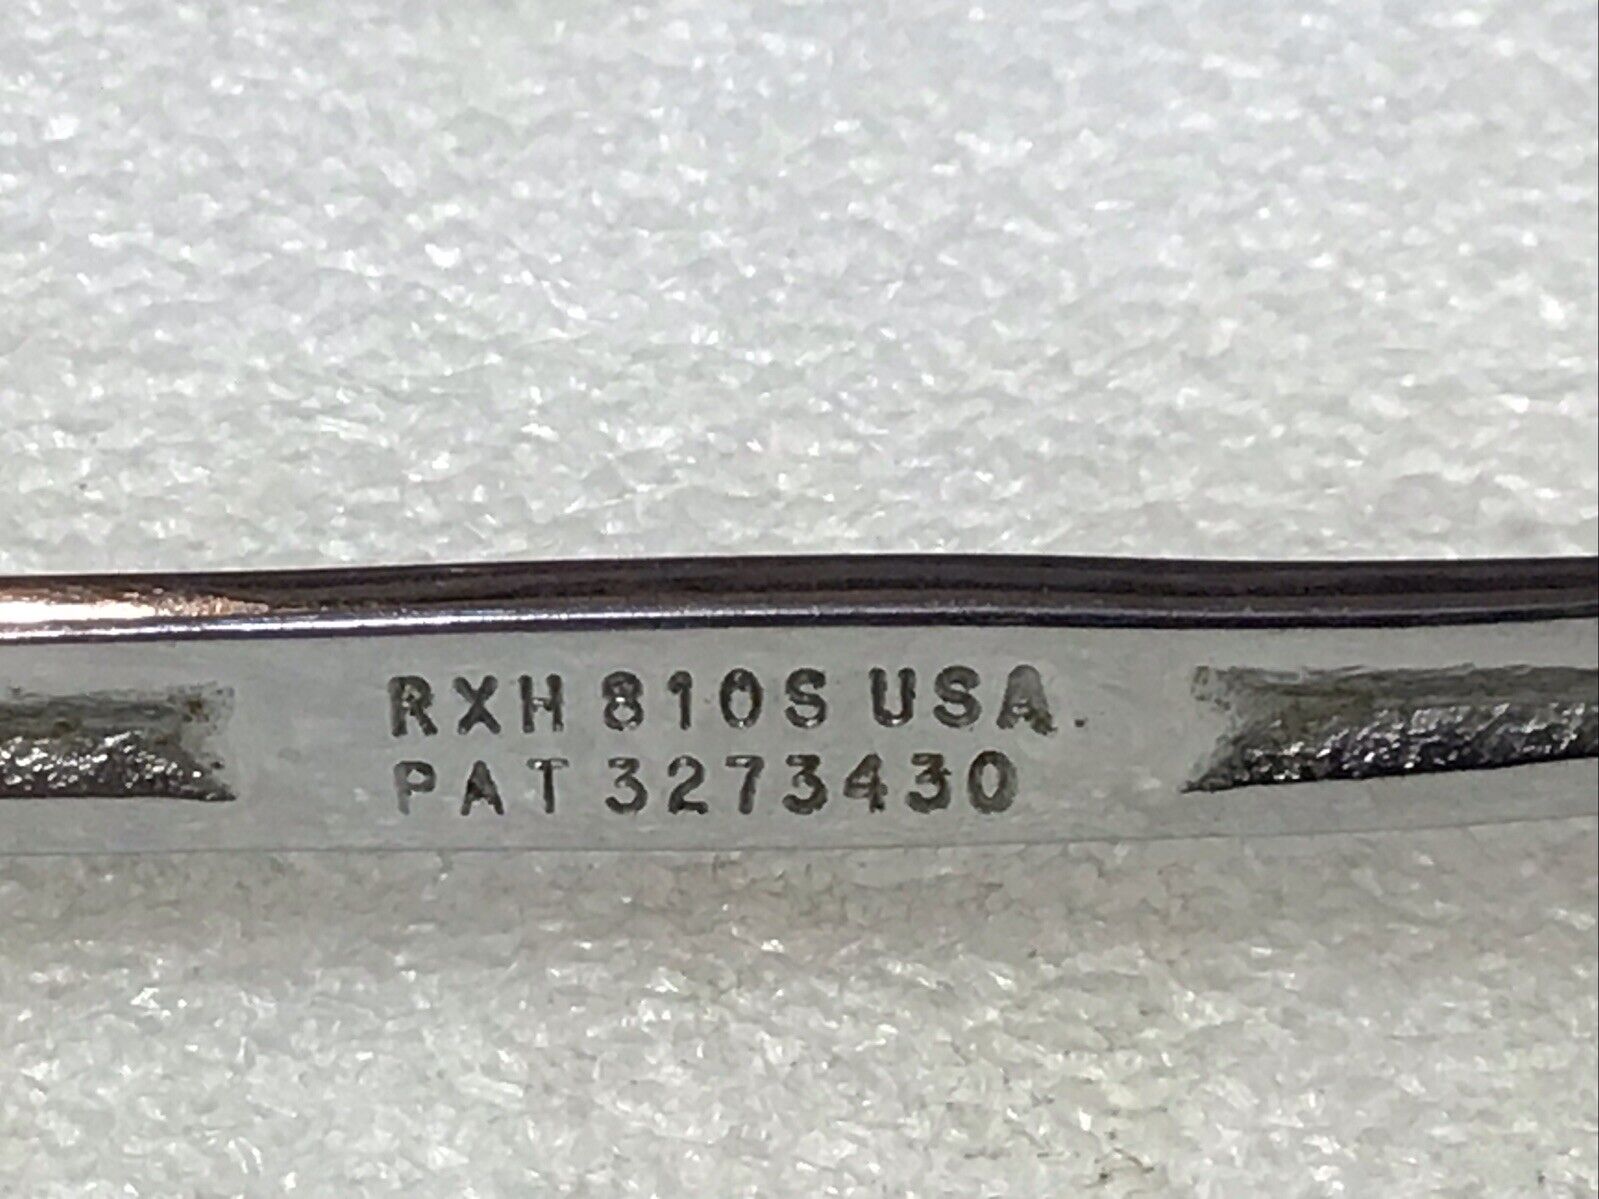 RXH 810S USA.
PAT 3273430